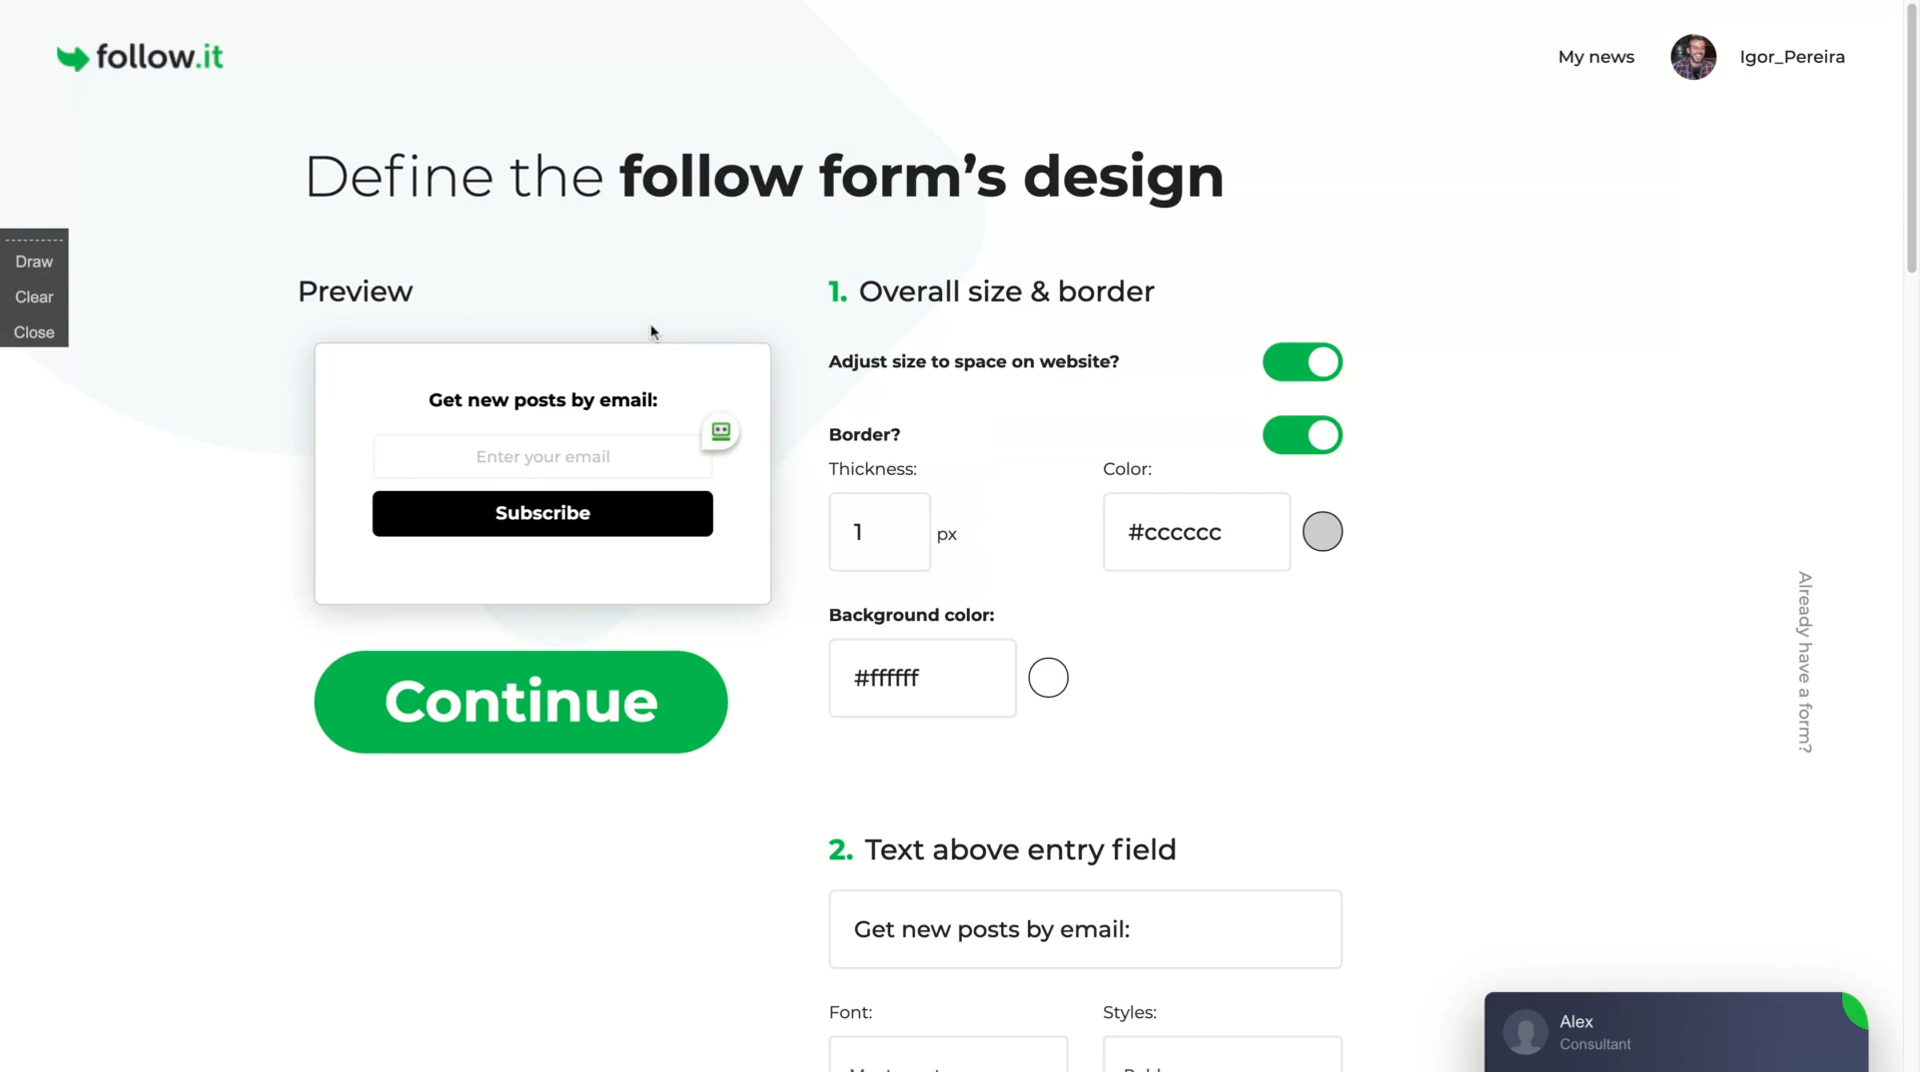 follow.it
My news
Igor_Pereira
Define the follow form's design
Draw
Clear
Close
Preview
Get new posts by email:
Enter your email
Subscribe
Continue
1. Overall size & border
Adjust size to space on website?
Border?
Thickness:
Color:
1
px
#cccccc
Background color:
#ffffff
Already have a form?
2. Text above entry field
Get new posts by email:
Font:
Styles:
Alex
Consultant